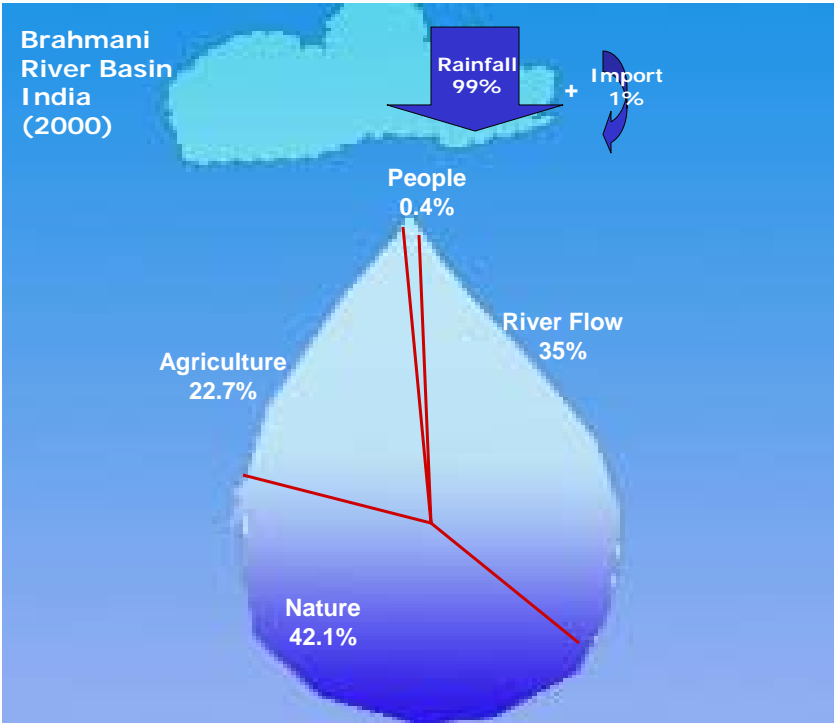 Brahmani
River Basin
India
(2000)
Rainfall
99%
+
Import
1%
People
0.4%
River Flow
35%
Agriculture
22.7%
Nature
42.1%